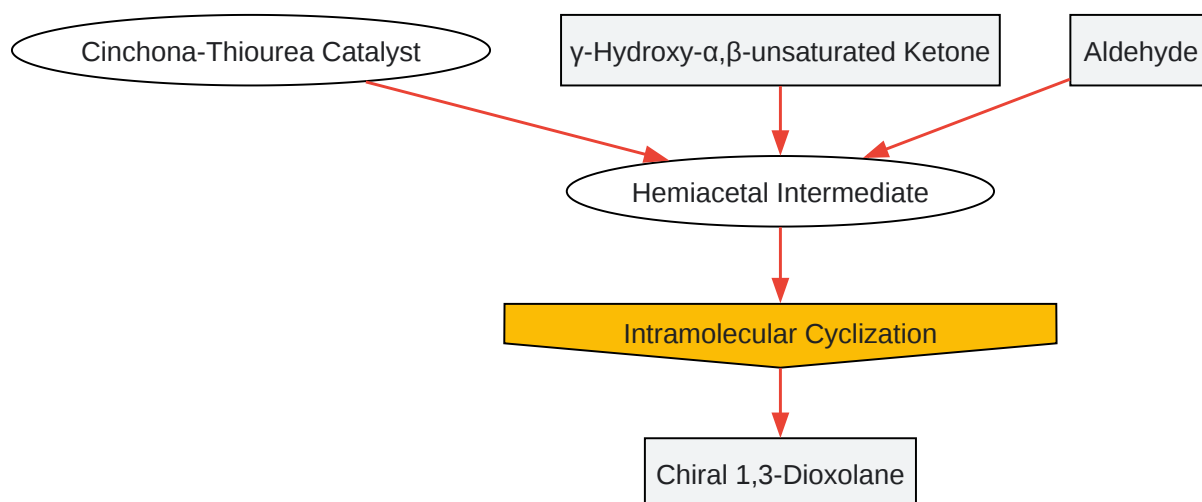 Cinchona-Thiourea Catalyst
γ-Hydroxy-α,β-unsaturated Ketone
Aldehyde
Hemiacetal Intermediate
Intramolecular Cyclization
Chiral 1,3-Dioxolane